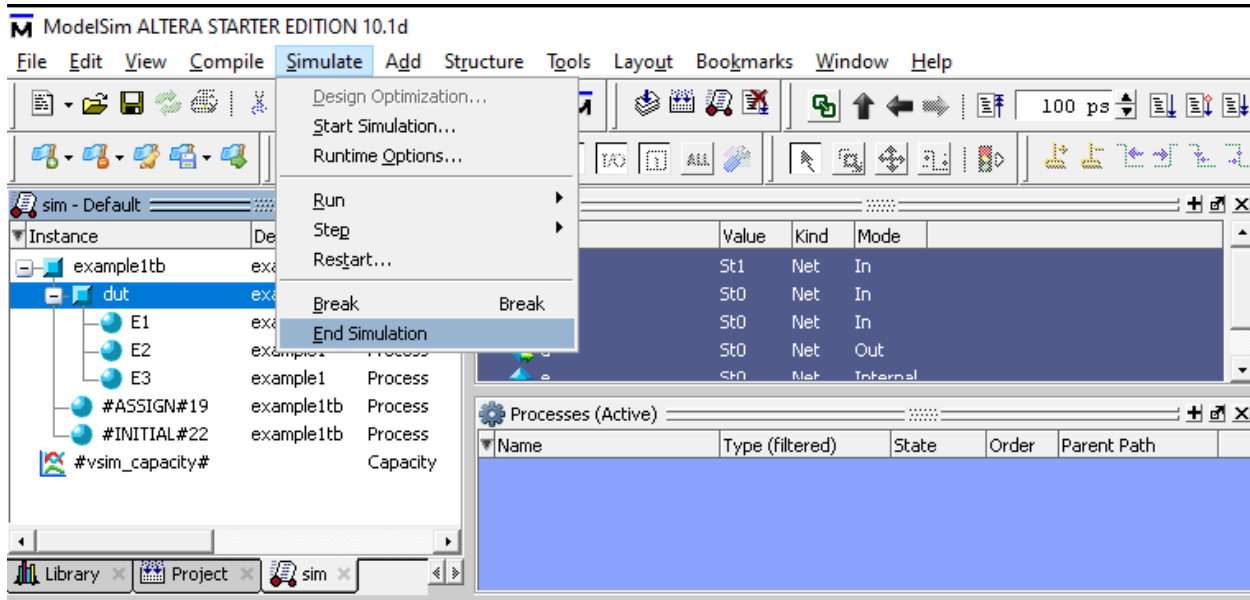 ModelSim ALTERA STARTER EDITION 10.1d
File Edit View Compile Simulate Add Structure Tools Layout Bookmarks Window Help
Design Optimization...
Start Simulation...
Runtime Options...
Run
Step
Restart...
Break Break
End Simulation
100 ps
ALL
sim - Default
Instance
example1tb
dut
E1
E2
E3 example1 Process
#ASSIGN#19 example1tb Process
#INITIAL#22 example1tb Process
#vsim_capacity# Capacity
Value Kind Mode
St1 Net In
St0 Net In
St0 Net In
St0 Net Out
St0 Net Internal
Processes (Active)
Name Type (filtered) State Order Parent Path
Library Project sim